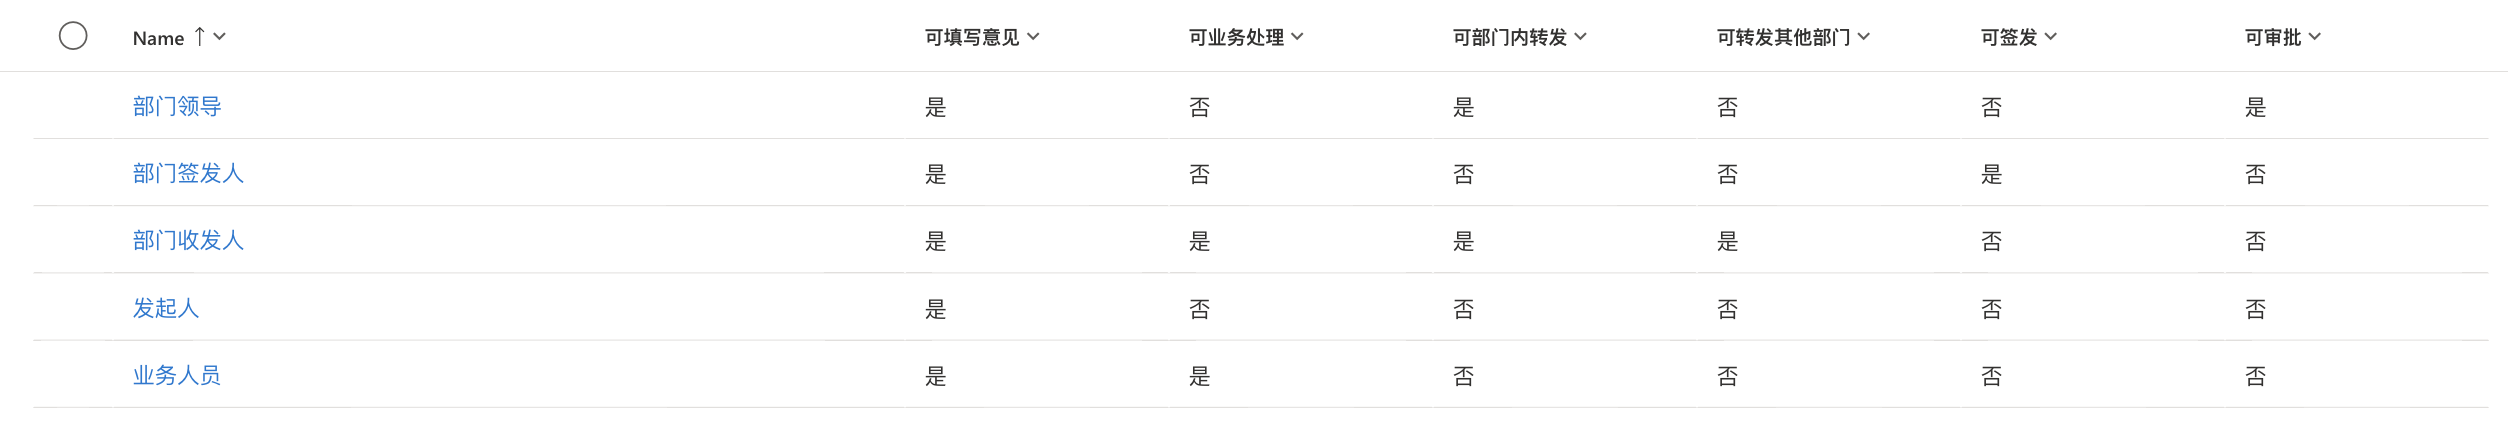 Name ↑ 可填写意见 可业务处理 可部门内转发 可转发其他部门 可签发 可审批
部门领导 是 否 是 否 否 是
部门签发人 是 否 否 否 是 否
部门收发人 是 是 是 是 否 否
发起人 是 否 否 否 否 否
业务人员 是 是 否 否 否 否